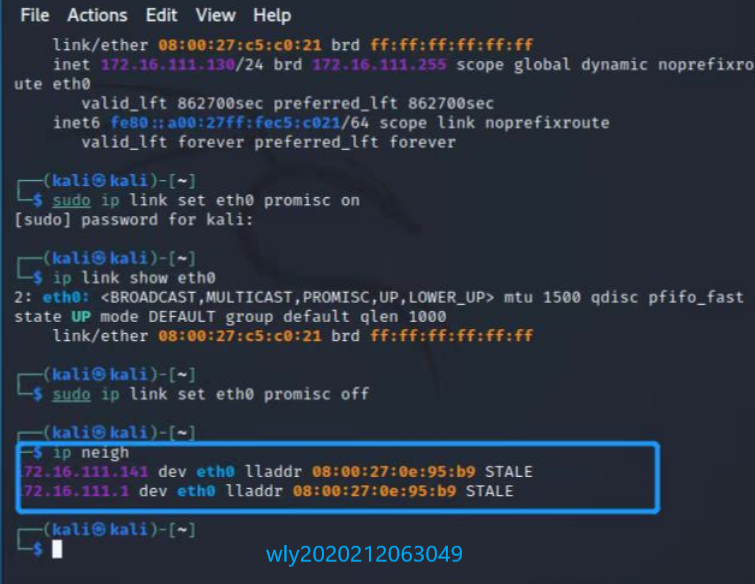 File Actions Edit View Help
link/ether 08:00:27:c5:c0:21 brd ff:ff:ff:ff:ff:ff
inet 172.16.111.130/24 brd 172.16.111.255 scope global dynamic noprefixro
ute eth0
valid_lft 862700sec preferred_lft 862700sec
inet6 fe80::a00:27ff:fec5:c021/64 scope link noprefixroute
valid_lft forever preferred_lft forever
┌──(kali㉿kali)-[~]
└─$ sudo ip link set eth0 promisc on
[sudo] password for kali:
┌──(kali㉿kali)-[~]
└─$ ip link show eth0
2: eth0: <BROADCAST,MULTICAST,PROMISC,UP,LOWER_UP> mtu 1500 qdisc pfifo_fast
state UP mode DEFAULT group default qlen 1000
link/ether 08:00:27:c5:c0:21 brd ff:ff:ff:ff:ff:ff
┌──(kali㉿kali)-[~]
└─$ sudo ip link set eth0 promisc off
┌──(kali㉿kali)-[~]
└─$ ip neigh
172.16.111.141 dev eth0 lladdr 08:00:27:0e:95:b9 STALE
172.16.111.1 dev eth0 lladdr 08:00:27:0e:95:b9 STALE
┌──(kali㉿kali)-[~]
└─$
wly2020212063049